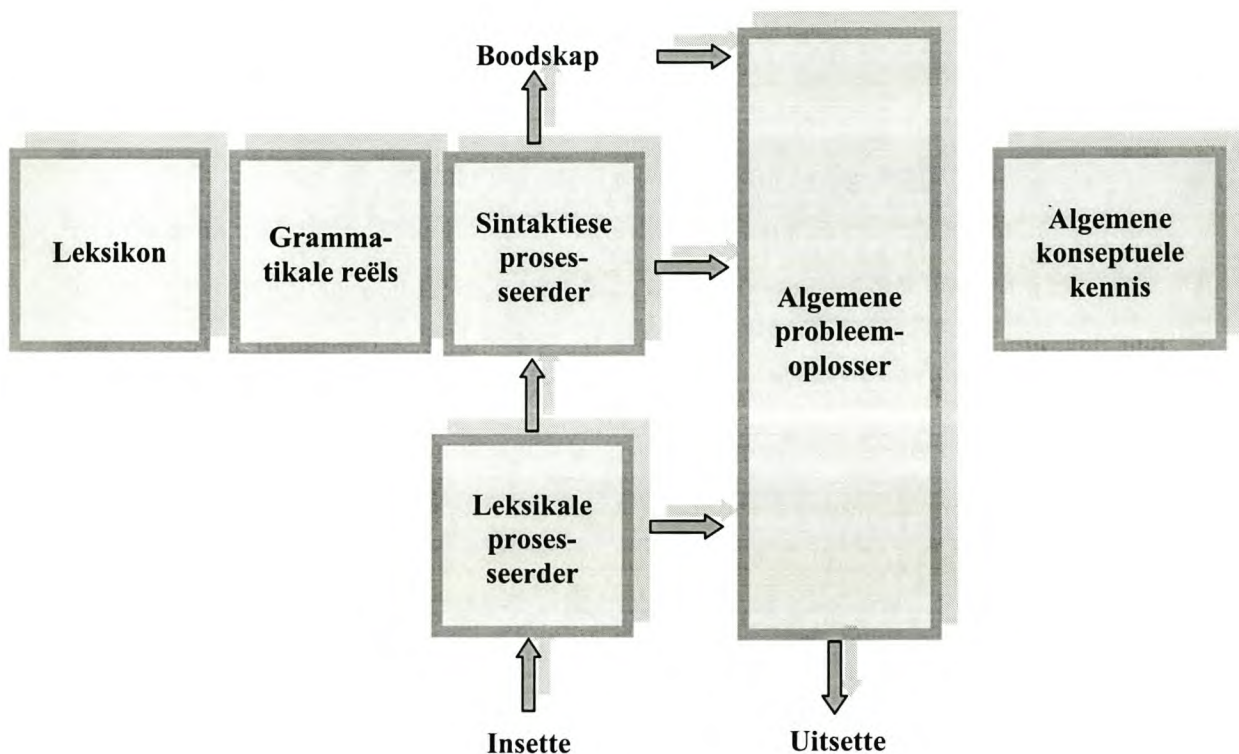 Boodskap
Leksikon
Gramma-
tikale reëls
Sintaktiese
proses-
seerder
Algemene
probleem-
oplosser
Algemene
konseptuele
kennis
Leksikale
proses-
seerder
Insette
Uitsette